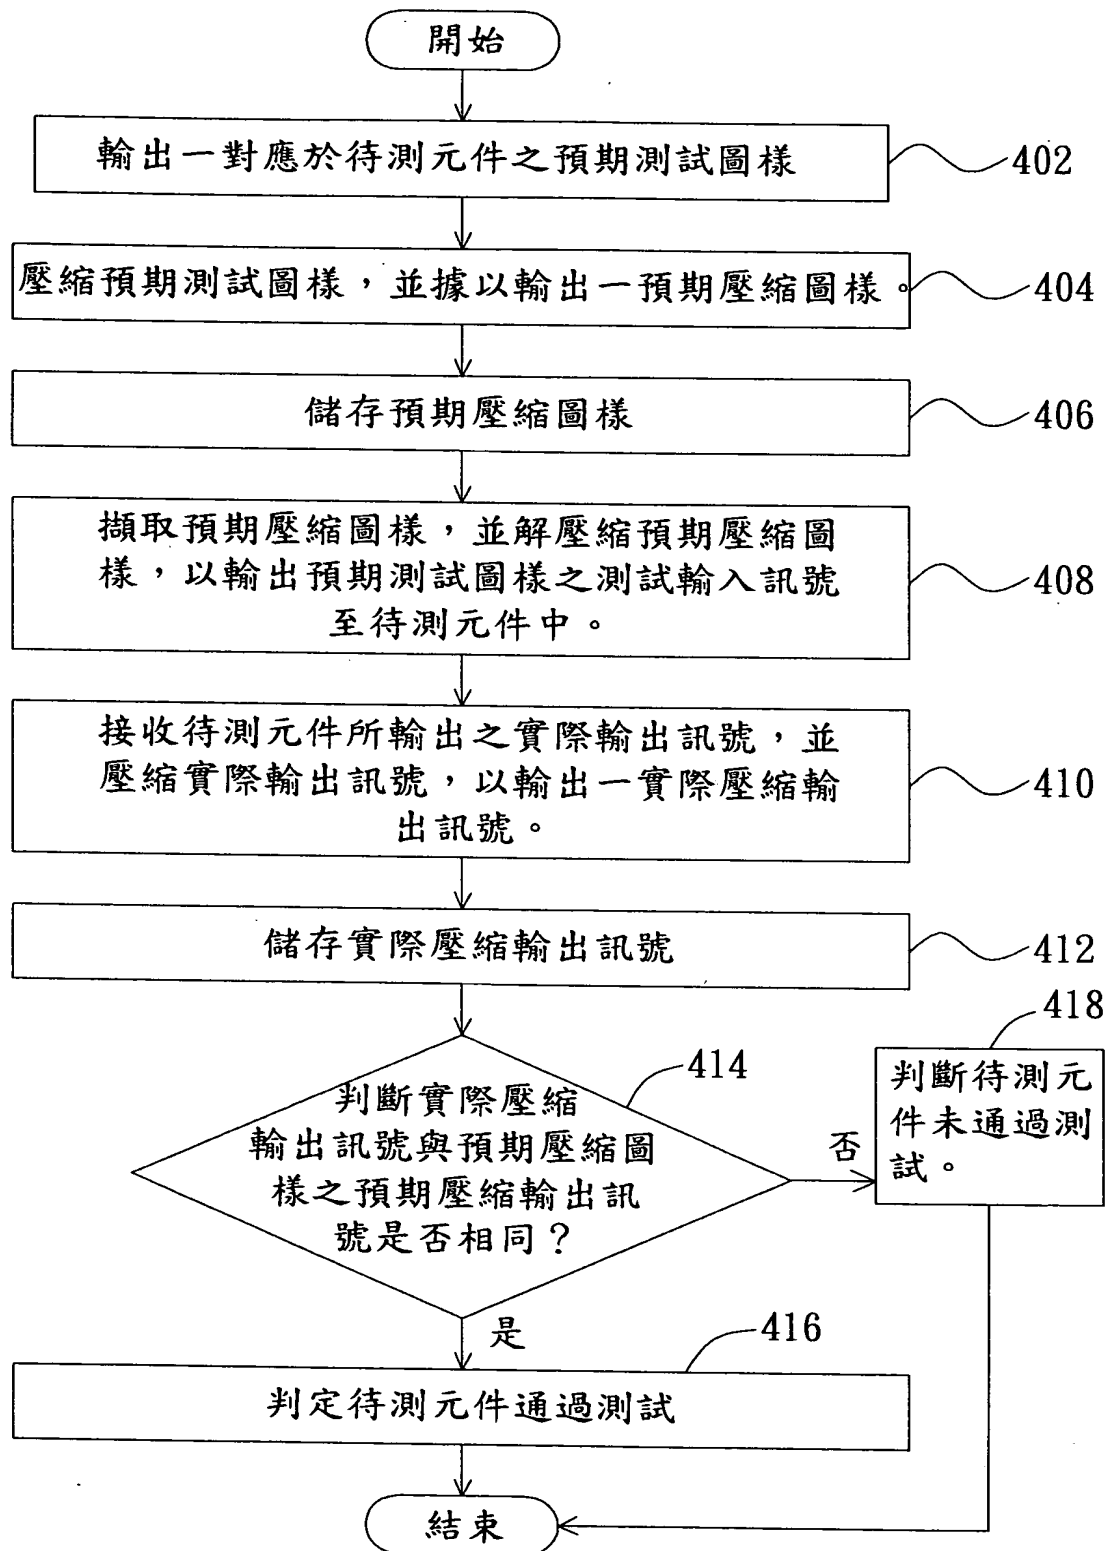 開始
輸出一對應於待測元件之預期測試圖樣
402
壓縮預期測試圖樣，並據以輸出一預期壓縮圖樣。
404
儲存預期壓縮圖樣
406
擷取預期壓縮圖樣，並解壓縮預期壓縮圖
樣，以輸出預期測試圖樣之測試輸入訊號
至待測元件中。
408
接收待測元件所輸出之實際輸出訊號，並
壓縮實際輸出訊號，以輸出一實際壓縮輸
出訊號。
410
儲存實際壓縮輸出訊號
412
判斷實際壓縮
輸出訊號與預期壓縮圖
樣之預期壓縮輸出訊
號是否相同？
414
否
418
判斷待測元
件未通過測
試。
是
416
判定待測元件通過測試
結束